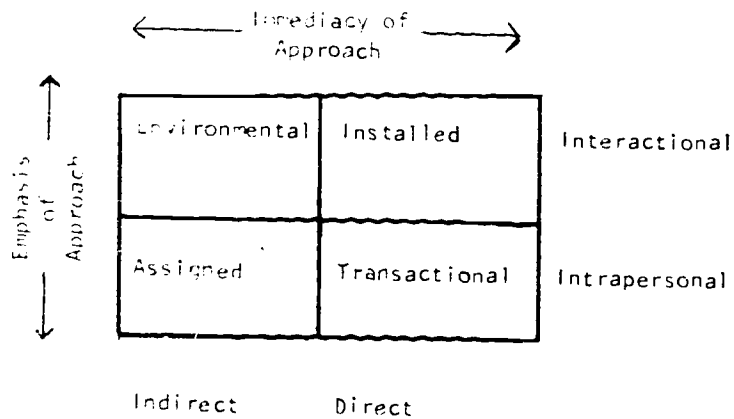 Immediacy of
Approach
Environmental Installed Interactional
Emphasis
of
Approach
Assigned Transactional Intrapersonal
Indirect Direct